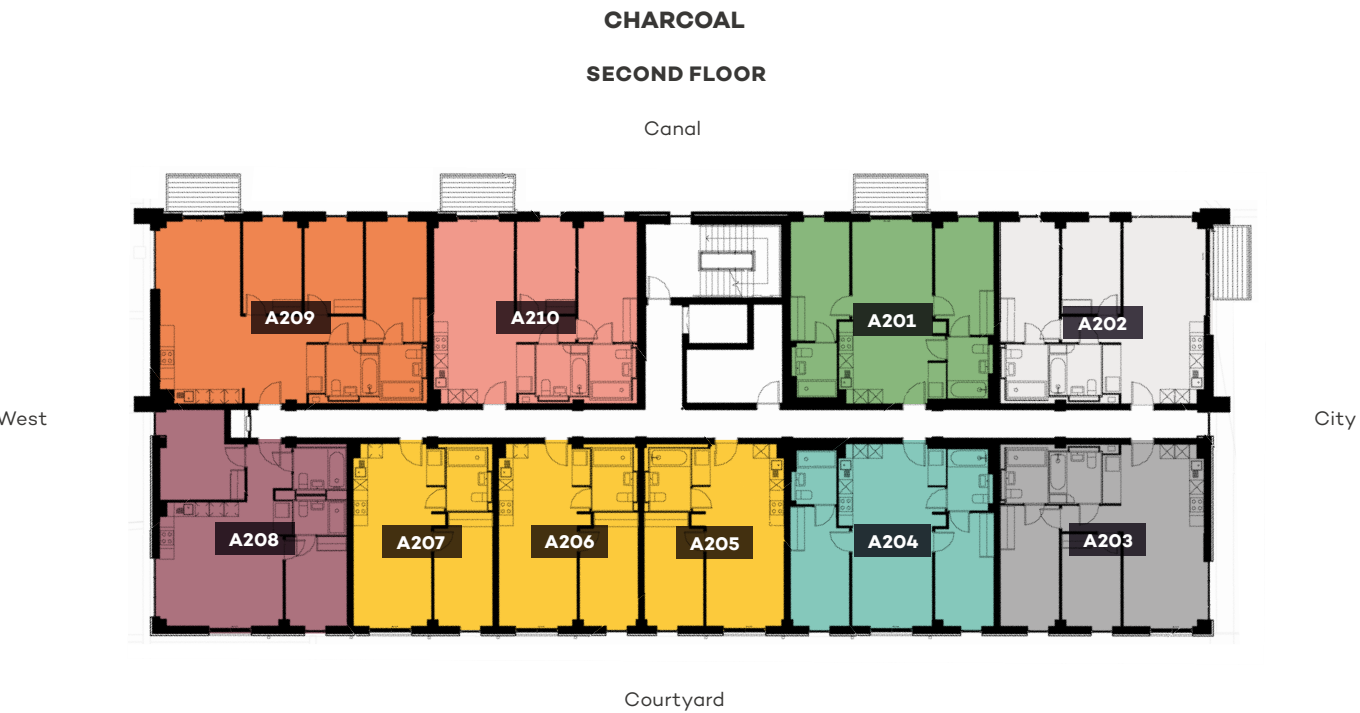 CHARCOAL
SECOND FLOOR
Canal
A209
A210
A201
A202
West
City
A208
A207
A206
A205
A204
A203
Courtyard